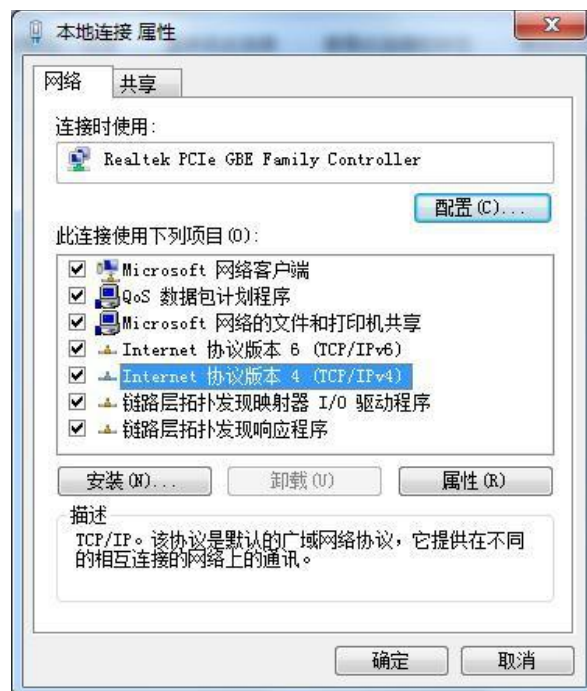 本地连接 属性
网络
共享
连接时使用:
Realtek PCIe GBE Family Controller
配置(C)...
此连接使用下列项目(O):
Microsoft 网络客户端
QoS 数据包计划程序
Microsoft 网络的文件和打印机共享
Internet 协议版本 6 (TCP/IPv6)
Internet 协议版本 4 (TCP/IPv4)
链路层拓扑发现映射器 I/O 驱动程序
链路层拓扑发现响应程序
安装(N)...
卸载(U)
属性(R)
描述
TCP/IP。该协议是默认的广域网络协议，它提供在不同
的相互连接的网络上的通讯。
确定
取消